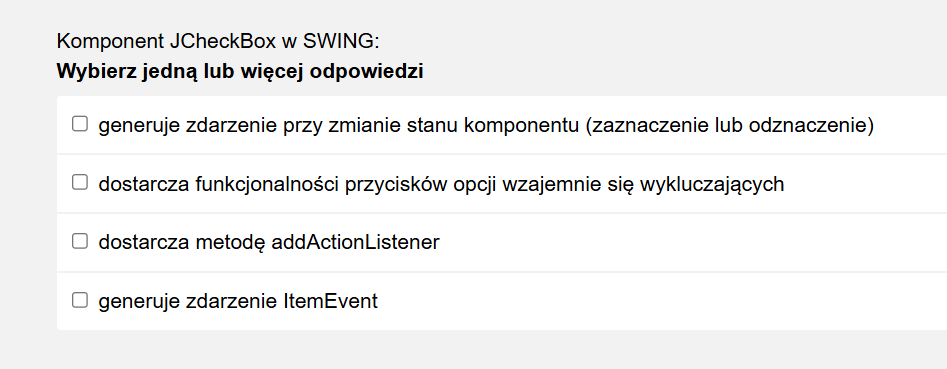 Komponent JCheckBox w SWING:
Wybierz jedną lub więcej odpowiedzi
generuje zdarzenie przy zmianie stanu komponentu (zaznaczenie lub odznaczenie)
dostarcza funkcjonalności przycisków opcji wzajemnie się wykluczających
dostarcza metodę addActionListener
generuje zdarzenie ItemEvent